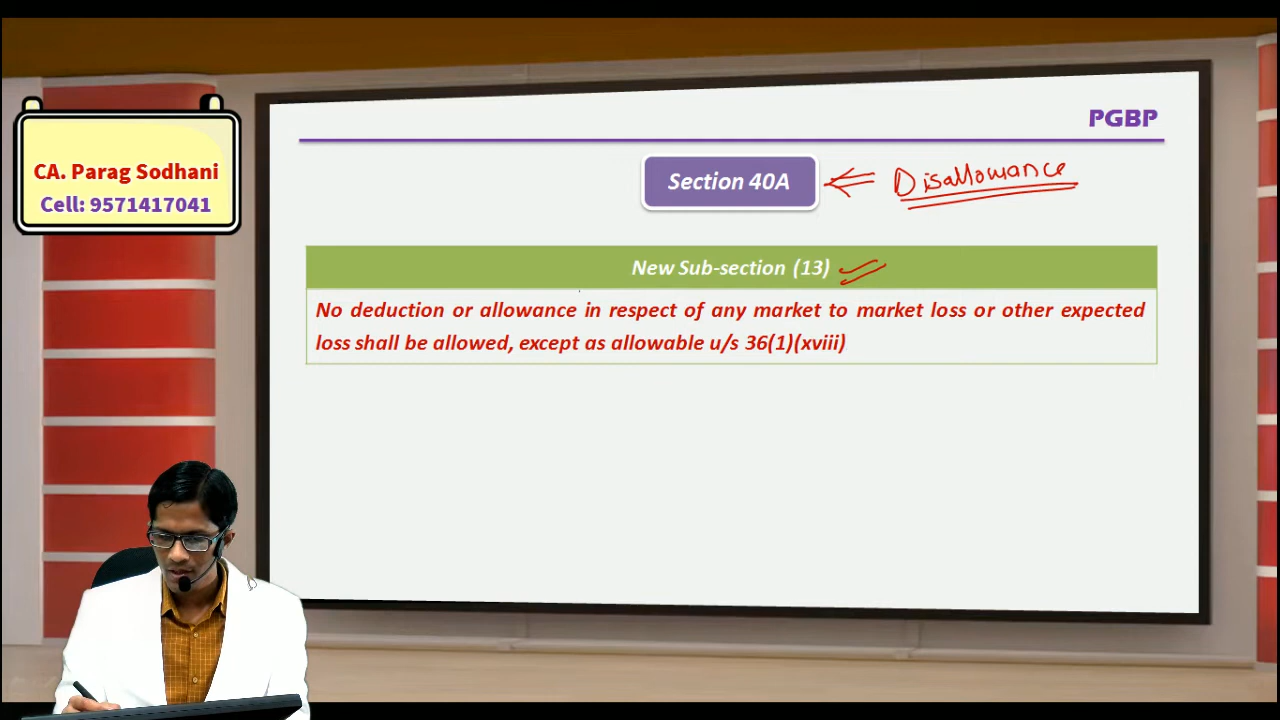 PGBP
CA. Parag Sodhani
Cell: 9571417041
Section 40A
Disallowance
New Sub-section (13)
No deduction or allowance in respect of any market to market loss or other expected
loss shall be allowed, except as allowable u/s 36(1)(xviii)